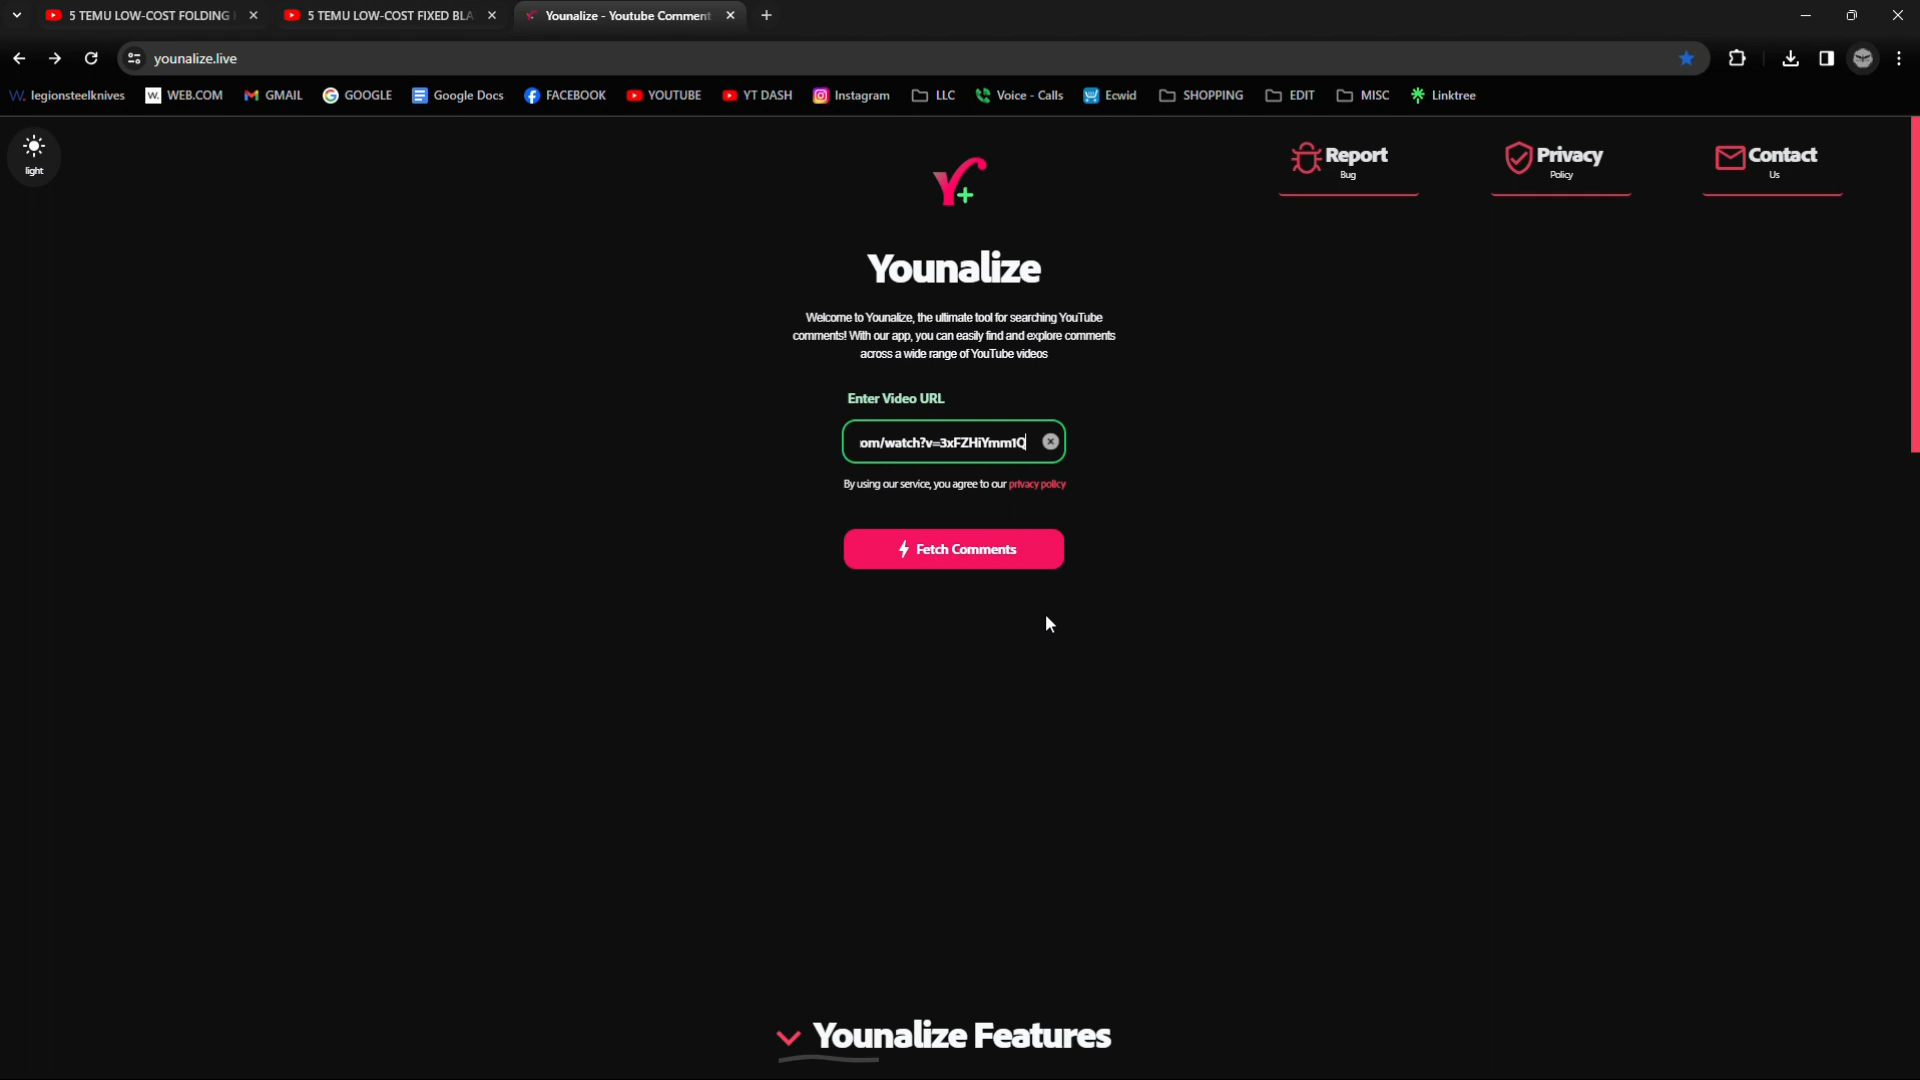 5 TEMU LOW-COST FOLDING
5 TEMU LOW-COST FIXED BLA
Younalize - Youtube Comment
younalize.live
legionsteelknives
WEB.COM
GMAIL
GOOGLE
Google Docs
FACEBOOK
YOUTUBE
YT DASH
Instagram
LLC
Voice - Calls
Ecwid
SHOPPING
EDIT
MISC
Linktree
light
Report
Bug
Privacy
Policy
Contact
Us
Younalize
Welcome to Younalize, the ultimate tool for searching YouTube
comments! With our app, you can easily find and explore comments
across a wide range of YouTube videos
Enter Video URL
om/watch?v=3xFZHiYmm1Q
By using our service, you agree to our privacy policy
Fetch Comments
Younalize Features